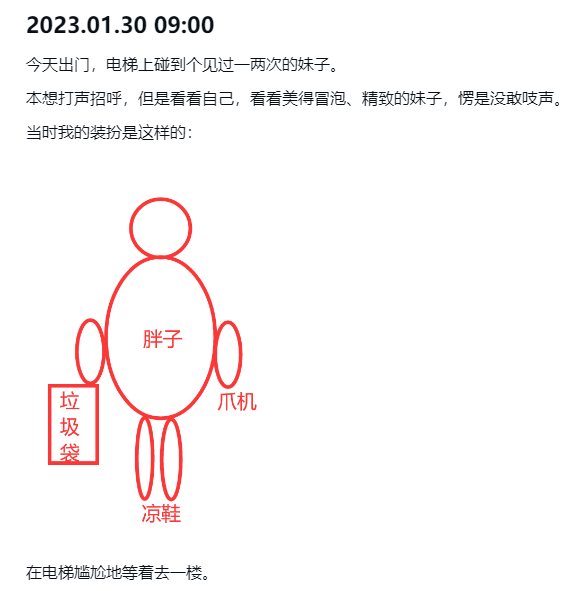 2023.01.30 09:00
今天出门，电梯上碰到个见过一两次的妹子。
本想打声招呼，但是看看自己，看看美得冒泡、精致的妹子，愣是没敢吱声。
当时我的装扮是这样的：
胖子
爪机
垃
圾
袋
凉鞋
在电梯尴尬地等着去一楼。